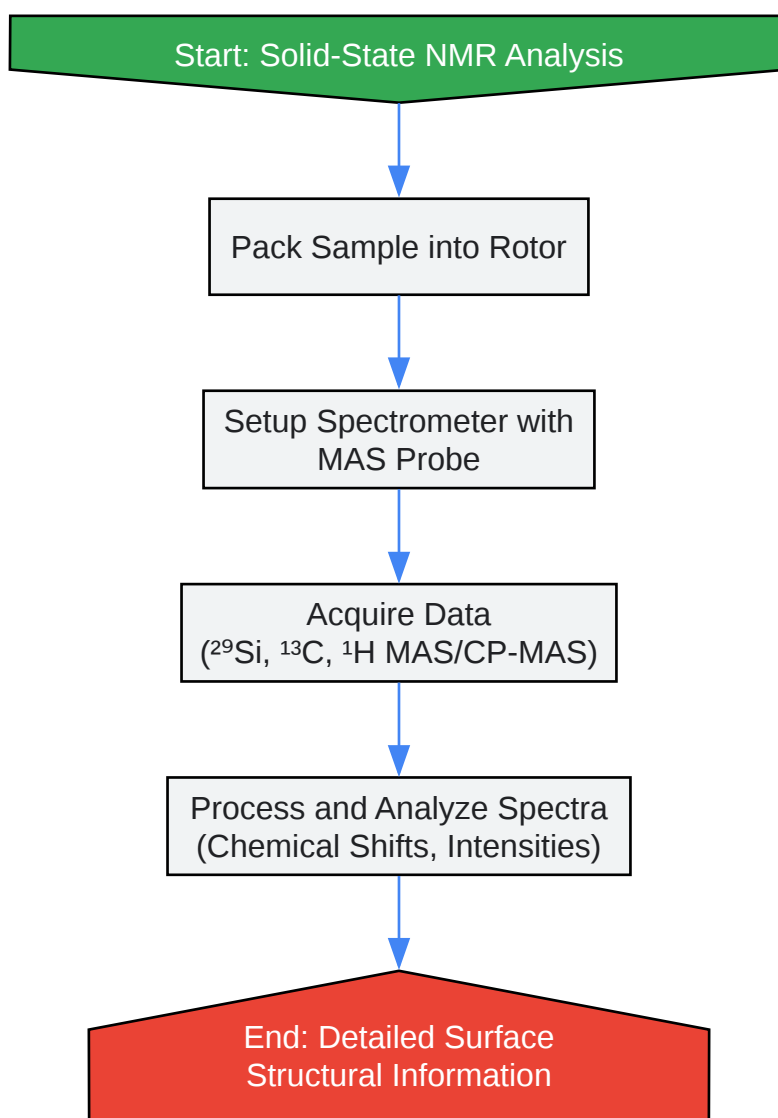 Start: Solid-State NMR Analysis
Pack Sample into Rotor
Setup Spectrometer with
MAS Probe
Acquire Data
(²⁹Si, ¹³C, ¹H MAS/CP-MAS)
Process and Analyze Spectra
(Chemical Shifts, Intensities)
End: Detailed Surface
Structural Information